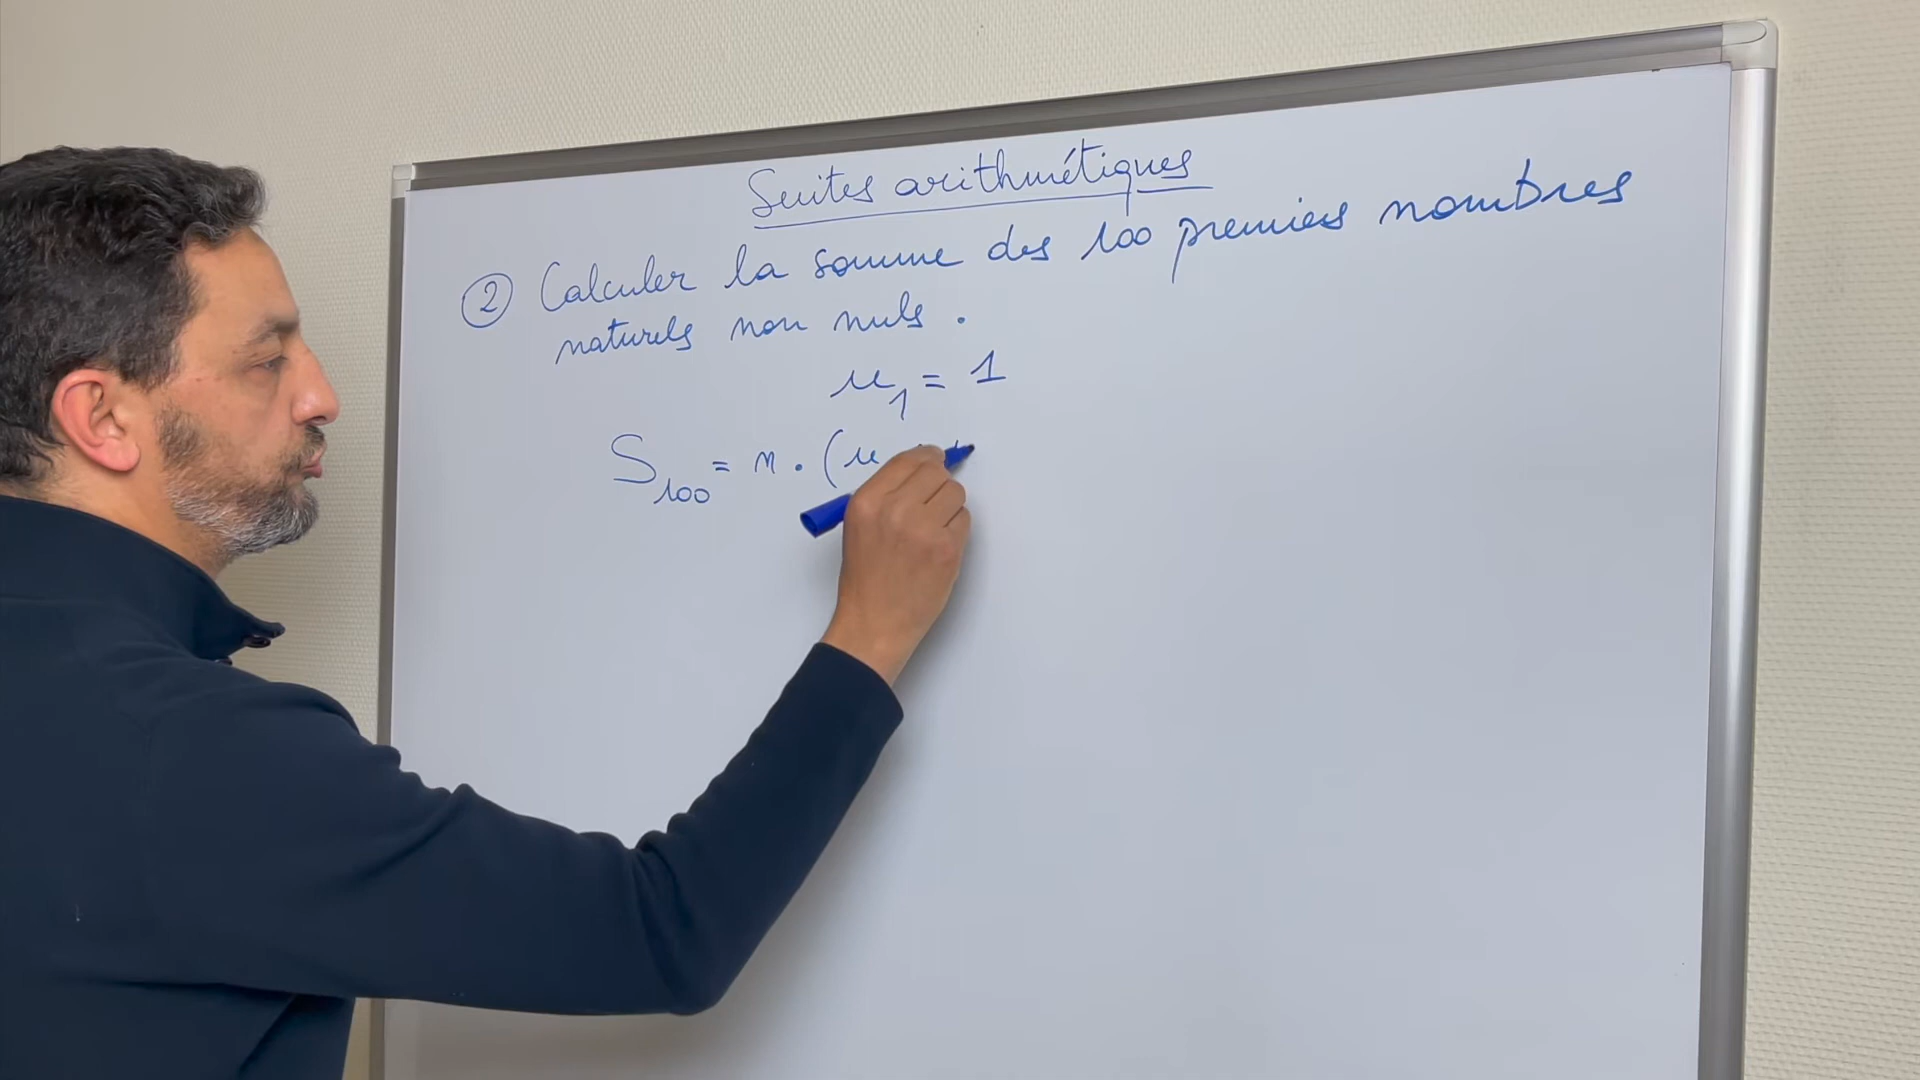 Suites arithmétiques
② Calculer la somme des 100 premiers nombres
naturels non nuls.
u₁ = 1
S₁₀₀ = n . (u